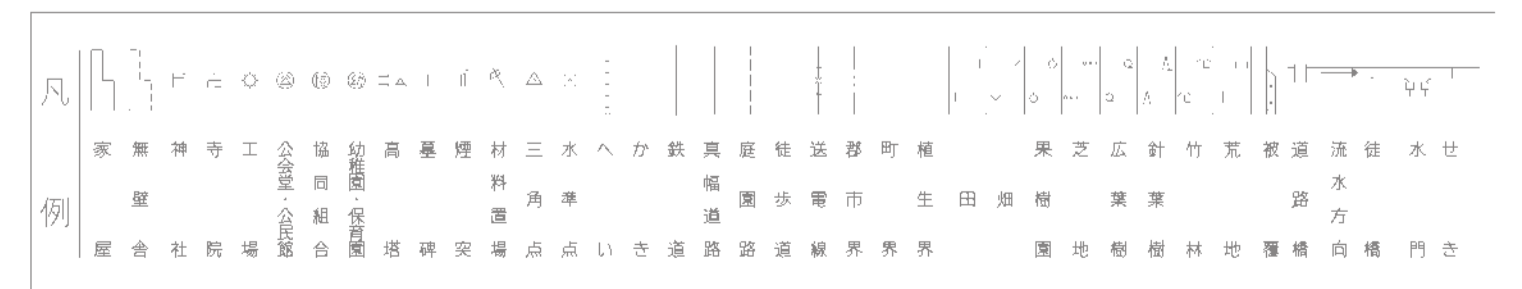 凡例
家屋
無壁舎
神社
寺院
工場
公会堂・公民館
協同組合
幼稚園・保育園
高塔
墓碑
煙突
材料置場
三角点
水準点
へい
かき
鉄道
真幅道路
庭園路
徒歩道
送電線
郡市界
町界
植生界
田
畑
果樹園
芝地
広葉樹
針葉樹
竹林
荒地
被覆
道路橋
流水方向
徒橋
水門
せき